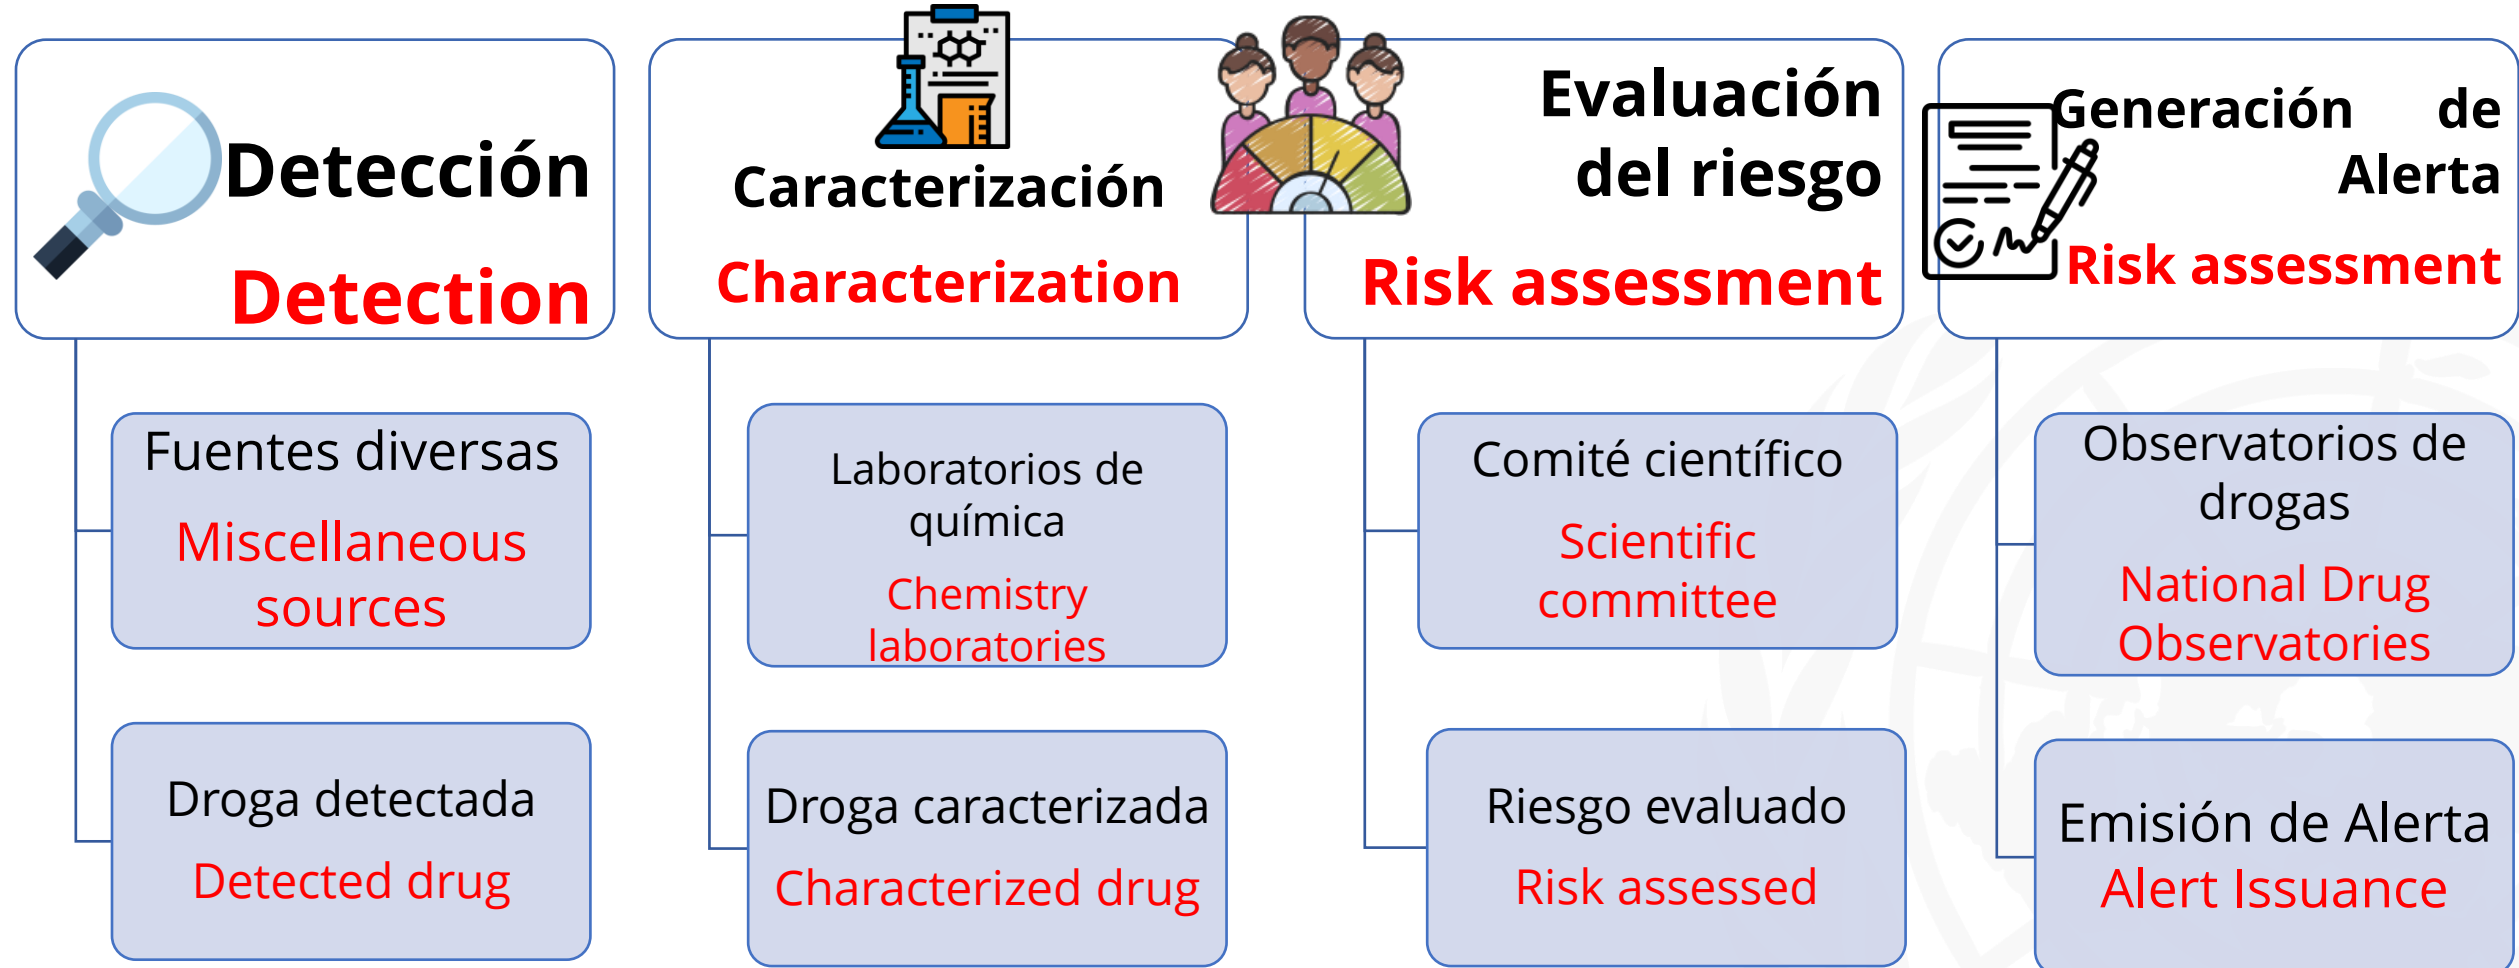 Detección
Detection
Fuentes diversas
Miscellaneous
sources
Droga detectada
Detected drug
Caracterización
Characterization
Laboratorios de
química
Chemistry
laboratories
Droga caracterizada
Characterized drug
Evaluación
del riesgo
Risk assessment
Comité científico
Scientific
committee
Riesgo evaluado
Risk assessed
Generación de
Alerta
Risk assessment
Observatorios de
drogas
National Drug
Observatories
Emisión de Alerta
Alert Issuance